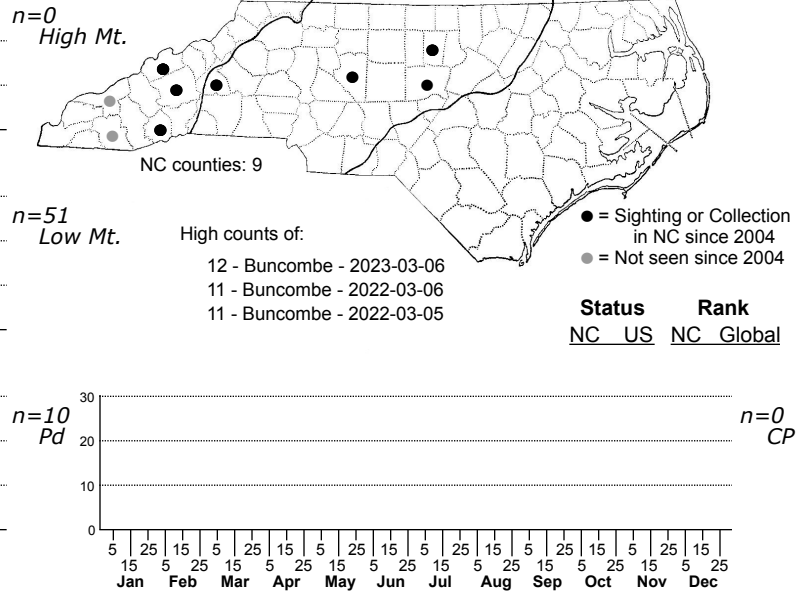 n=0
High Mt.
NC counties: 9
n=51
Low Mt.
High counts of:
12 - Buncombe - 2023-03-06
11 - Buncombe - 2022-03-06
11 - Buncombe - 2022-03-05
● = Sighting or Collection
in NC since 2004
● = Not seen since 2004
Status Rank
NC US NC Global
n=10
Pd
n=0
CP
30
20
10
0
5 25 15 5 25 15 5 25 15 5 25 15 5 25 15 5 25 15
15 5 25 15 5 25 15 5 25 15 5 25 15 5 25 15 5 25
Jan Feb Mar Apr May Jun Jul Aug Sep Oct Nov Dec